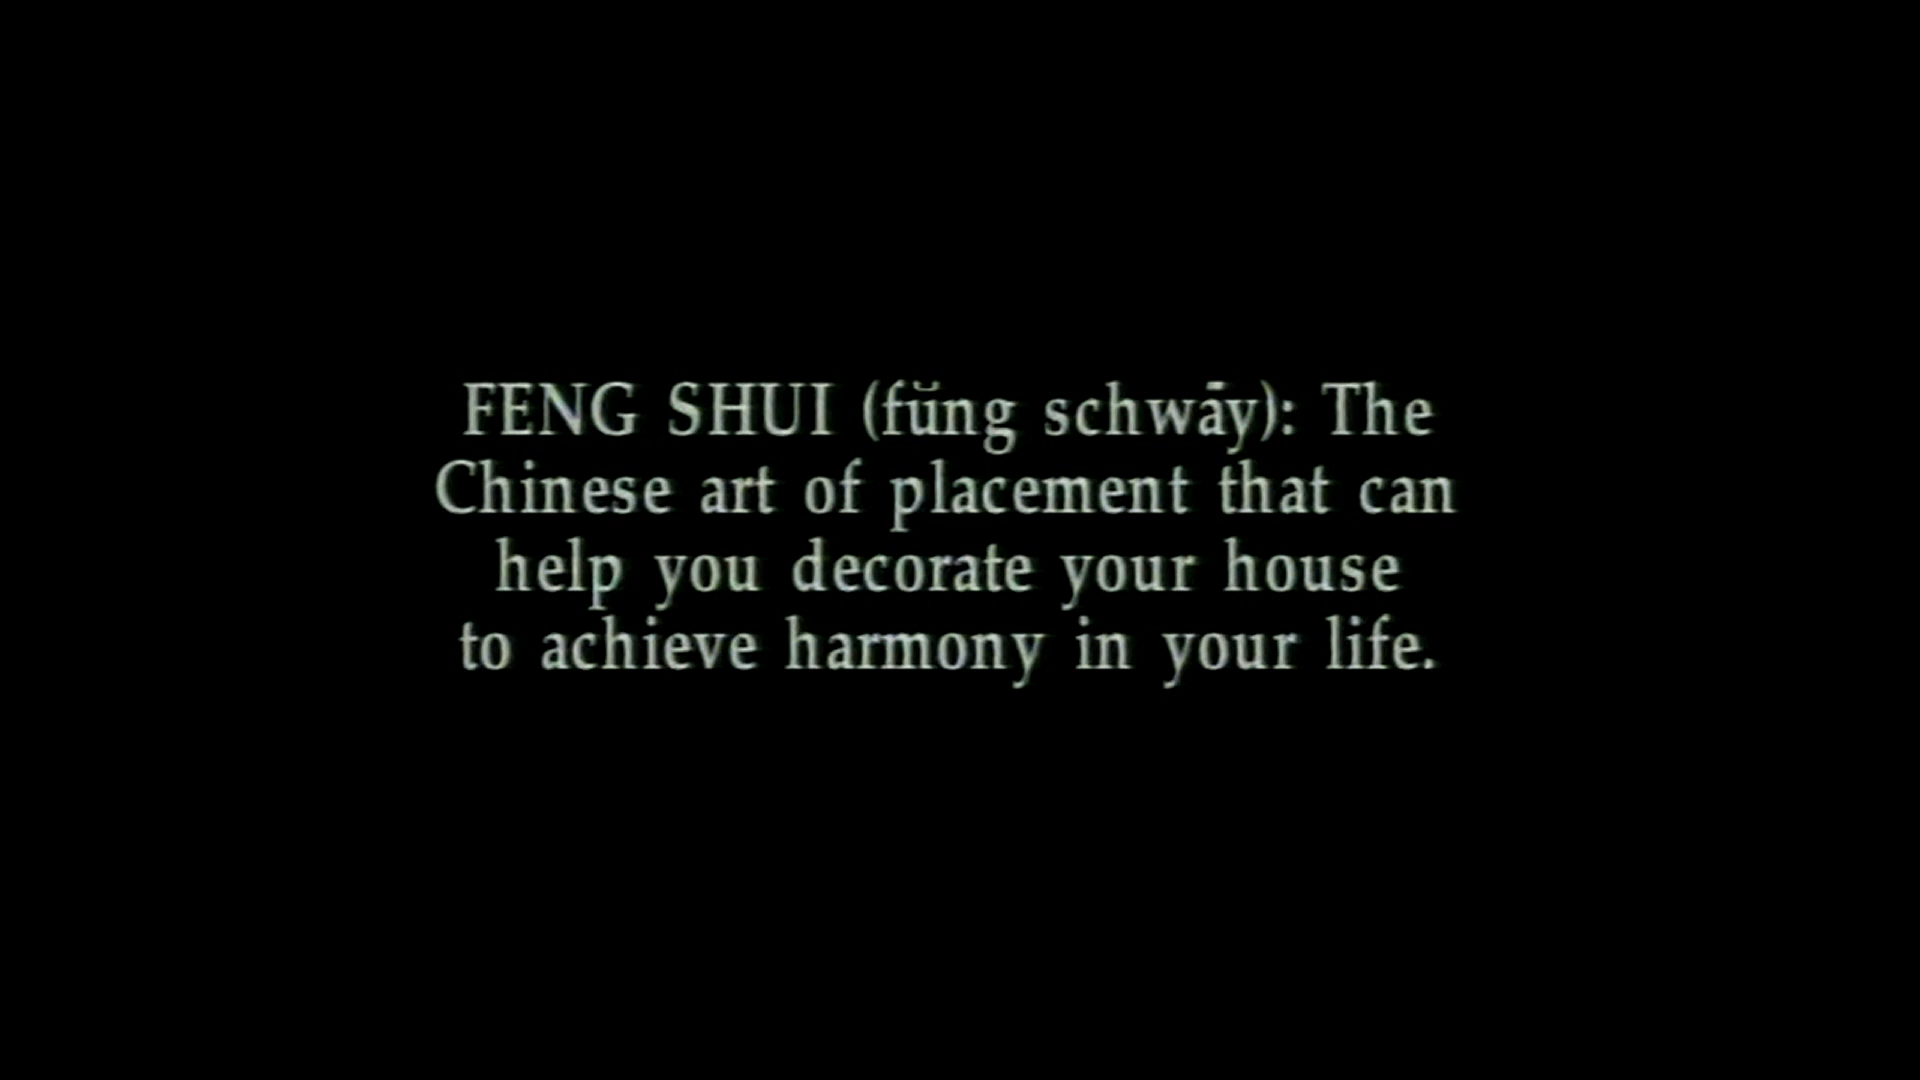 FENG SHUI (fŭng schwāy): The
Chinese art of placement that can
help you decorate your house
to achieve harmony in your life.